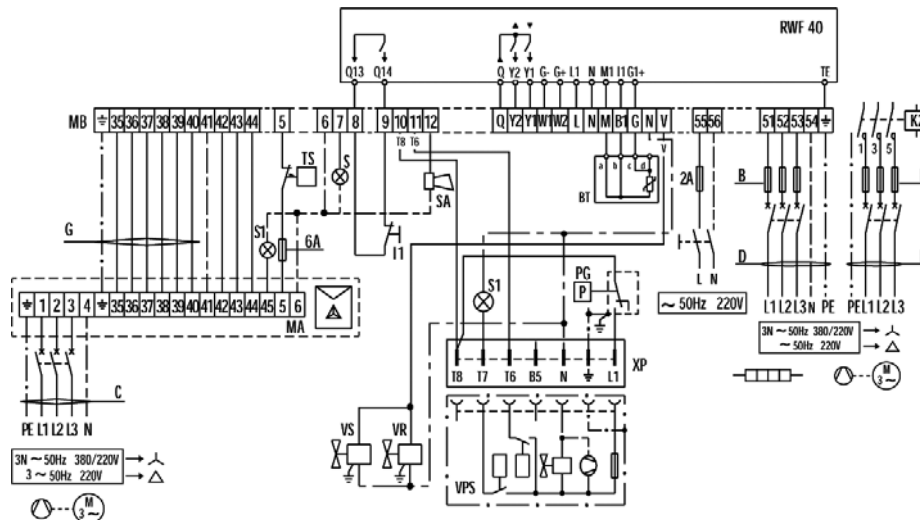 RWF 40
Q13 Q14 Q Y2 Y1 G- G+ L1 N M1 I1 G1+ TE
MB 35 36 37 38 39 40 41 42 43 44 5 6 7 8 9 10 11 12 Q Y2 Y1 W1 W2 L N M B1 G N V 55 56 51 52 53 54
T8 T6 V
1 3 5
TS S SA
a b c d
BT
2A
B
G
S1 6A I1
D
L N
S1 PG P
~ 50Hz 220V
L1 L2 L3 N PE
PE L1 L2 L3
35 36 37 38 39 40 41 42 43 44 45 5 6
1 2 3 4
MA
3N ~ 50Hz 380/220V
~ 50Hz 220V
XP
T8 T7 T6 B5 N L1
M
3~
C
PE L1 L2 L3 N
VS VR
VPS
3N ~ 50Hz 380/220V
3 ~ 50Hz 220V
M
3~